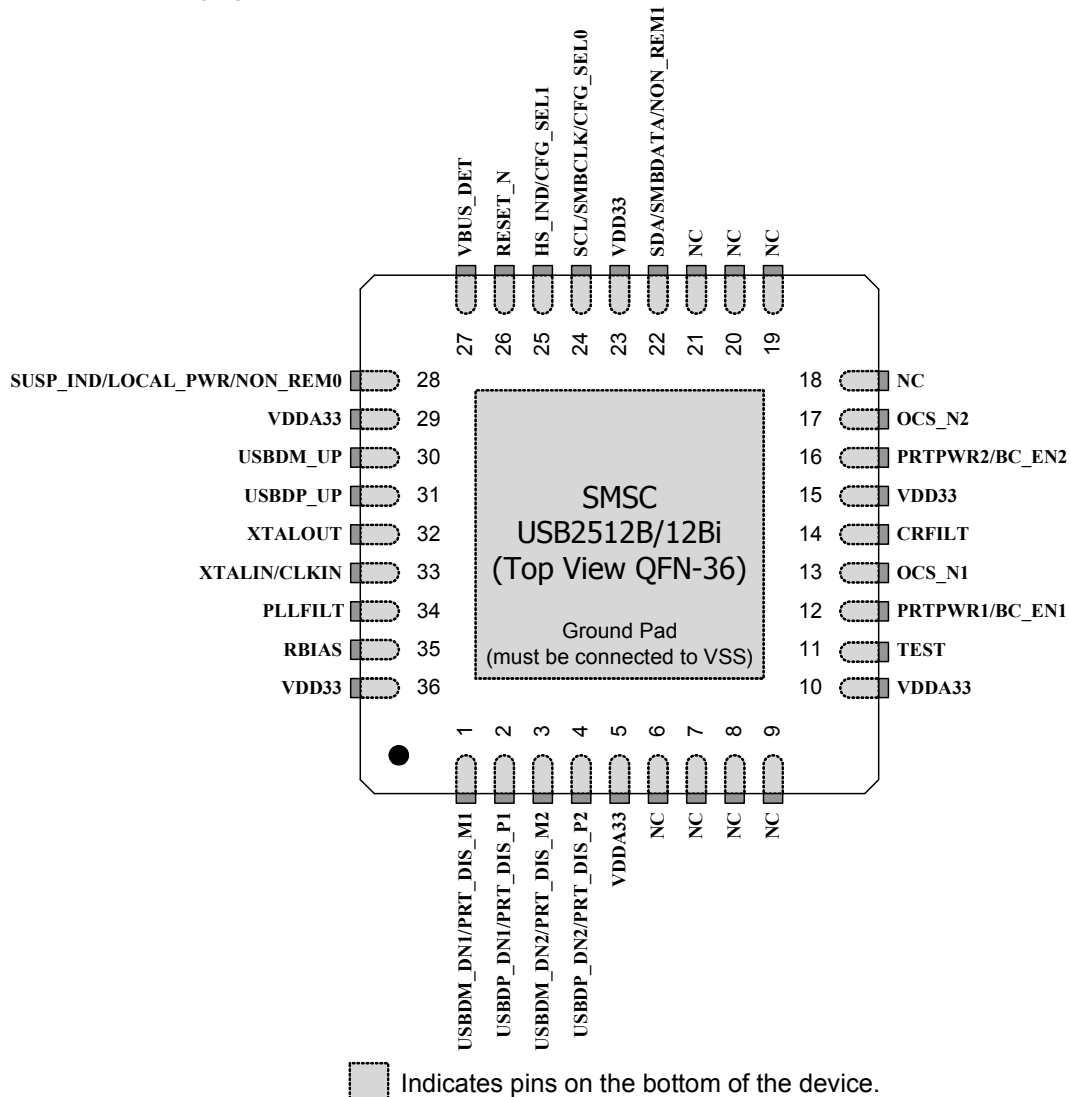 VBUS_DET
RESET_N
HS_IND/CFG_SEL1
SCL/SMBCLK/CFG_SEL0
VDD33
SDA/SMBDATA/NON_REM1
NC
NC
NC
27
26
25
24
23
22
21
20
19
SUSP_IND/LOCAL_PWR/NON_REM0 28
VDDA33 29
USBDM_UP 30
USBDP_UP 31
XTALOUT 32
XTALIN/CLKIN 33
PLLFILT 34
RBIAS 35
VDD33 36
SMSC
USB2512B/12Bi
(Top View QFN-36)
Ground Pad
(must be connected to VSS)
18 NC
17 OCS_N2
16 PRTPWR2/BC_EN2
15 VDD33
14 CRFILT
13 OCS_N1
12 PRTPWR1/BC_EN1
11 TEST
10 VDDA33
1
2
3
4
5
6
7
8
9
USBDM_DN1/PRT_DIS_M1
USBDP_DN1/PRT_DIS_P1
USBDM_DN2/PRT_DIS_M2
USBDP_DN2/PRT_DIS_P2
VDDA33
NC
NC
NC
NC
Indicates pins on the bottom of the device.